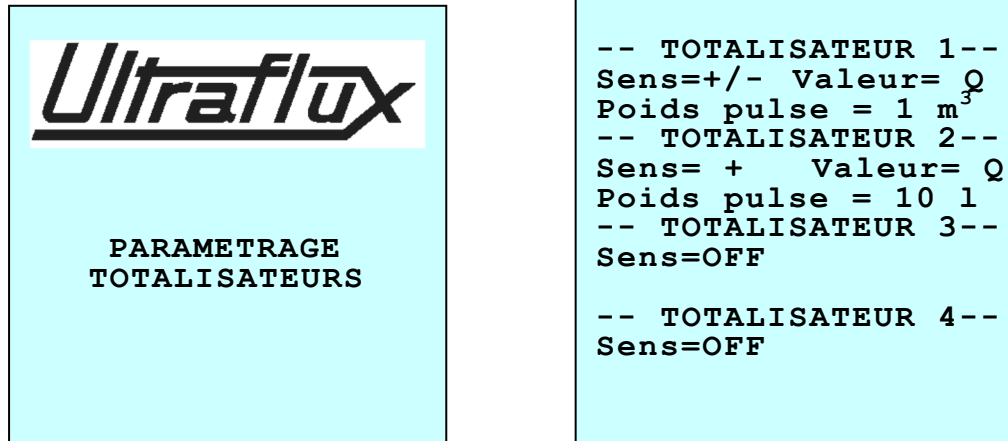 Ultraflux
PARAMETRAGE
TOTALISATEURS
-- TOTALISATEUR 1--
Sens=+/- Valeur= Q
Poids pulse = 1 m³
-- TOTALISATEUR 2--
Sens= + Valeur= Q
Poids pulse = 10 l
-- TOTALISATEUR 3--
Sens=OFF
-- TOTALISATEUR 4--
Sens=OFF